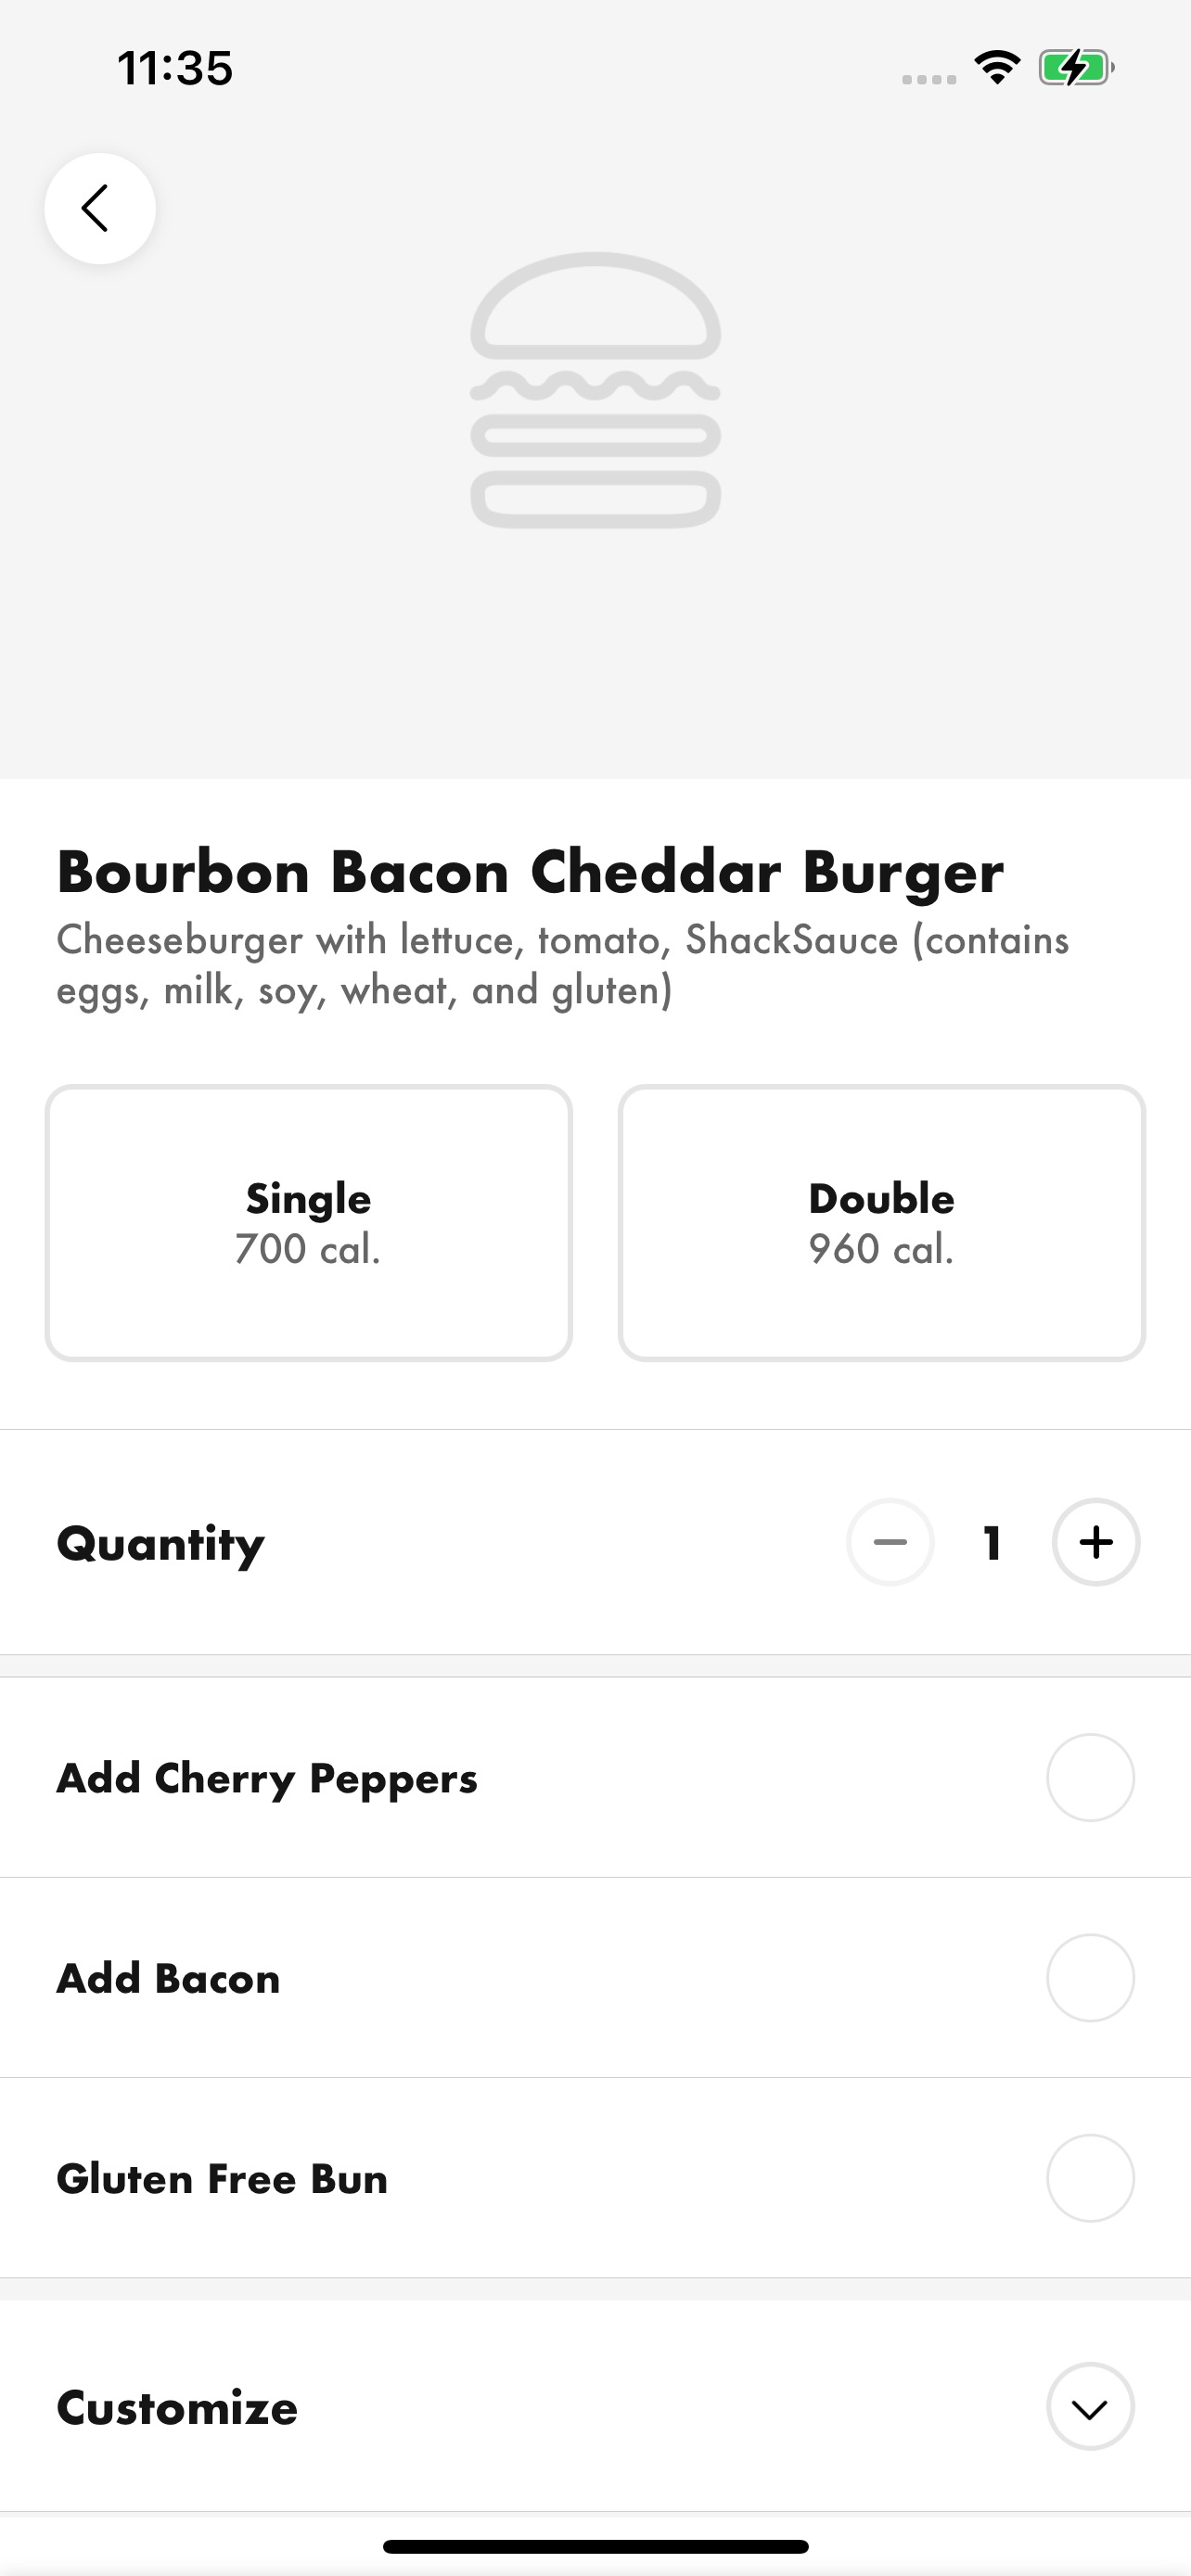 11:35
Bourbon Bacon Cheddar Burger
Cheeseburger with lettuce, tomato, ShackSauce (contains
eggs, milk, soy, wheat, and gluten)
Single
700 cal.
Double
960 cal.
Quantity
1
Add Cherry Peppers
Add Bacon
Gluten Free Bun
Customize